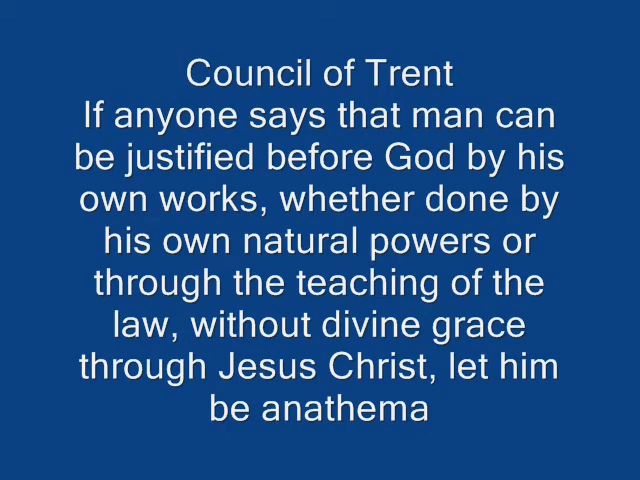 Council of Trent
If anyone says that man can
be justified before God by his
own works, whether done by
his own natural powers or
through the teaching of the
law, without divine grace
through Jesus Christ, let him
be anathema